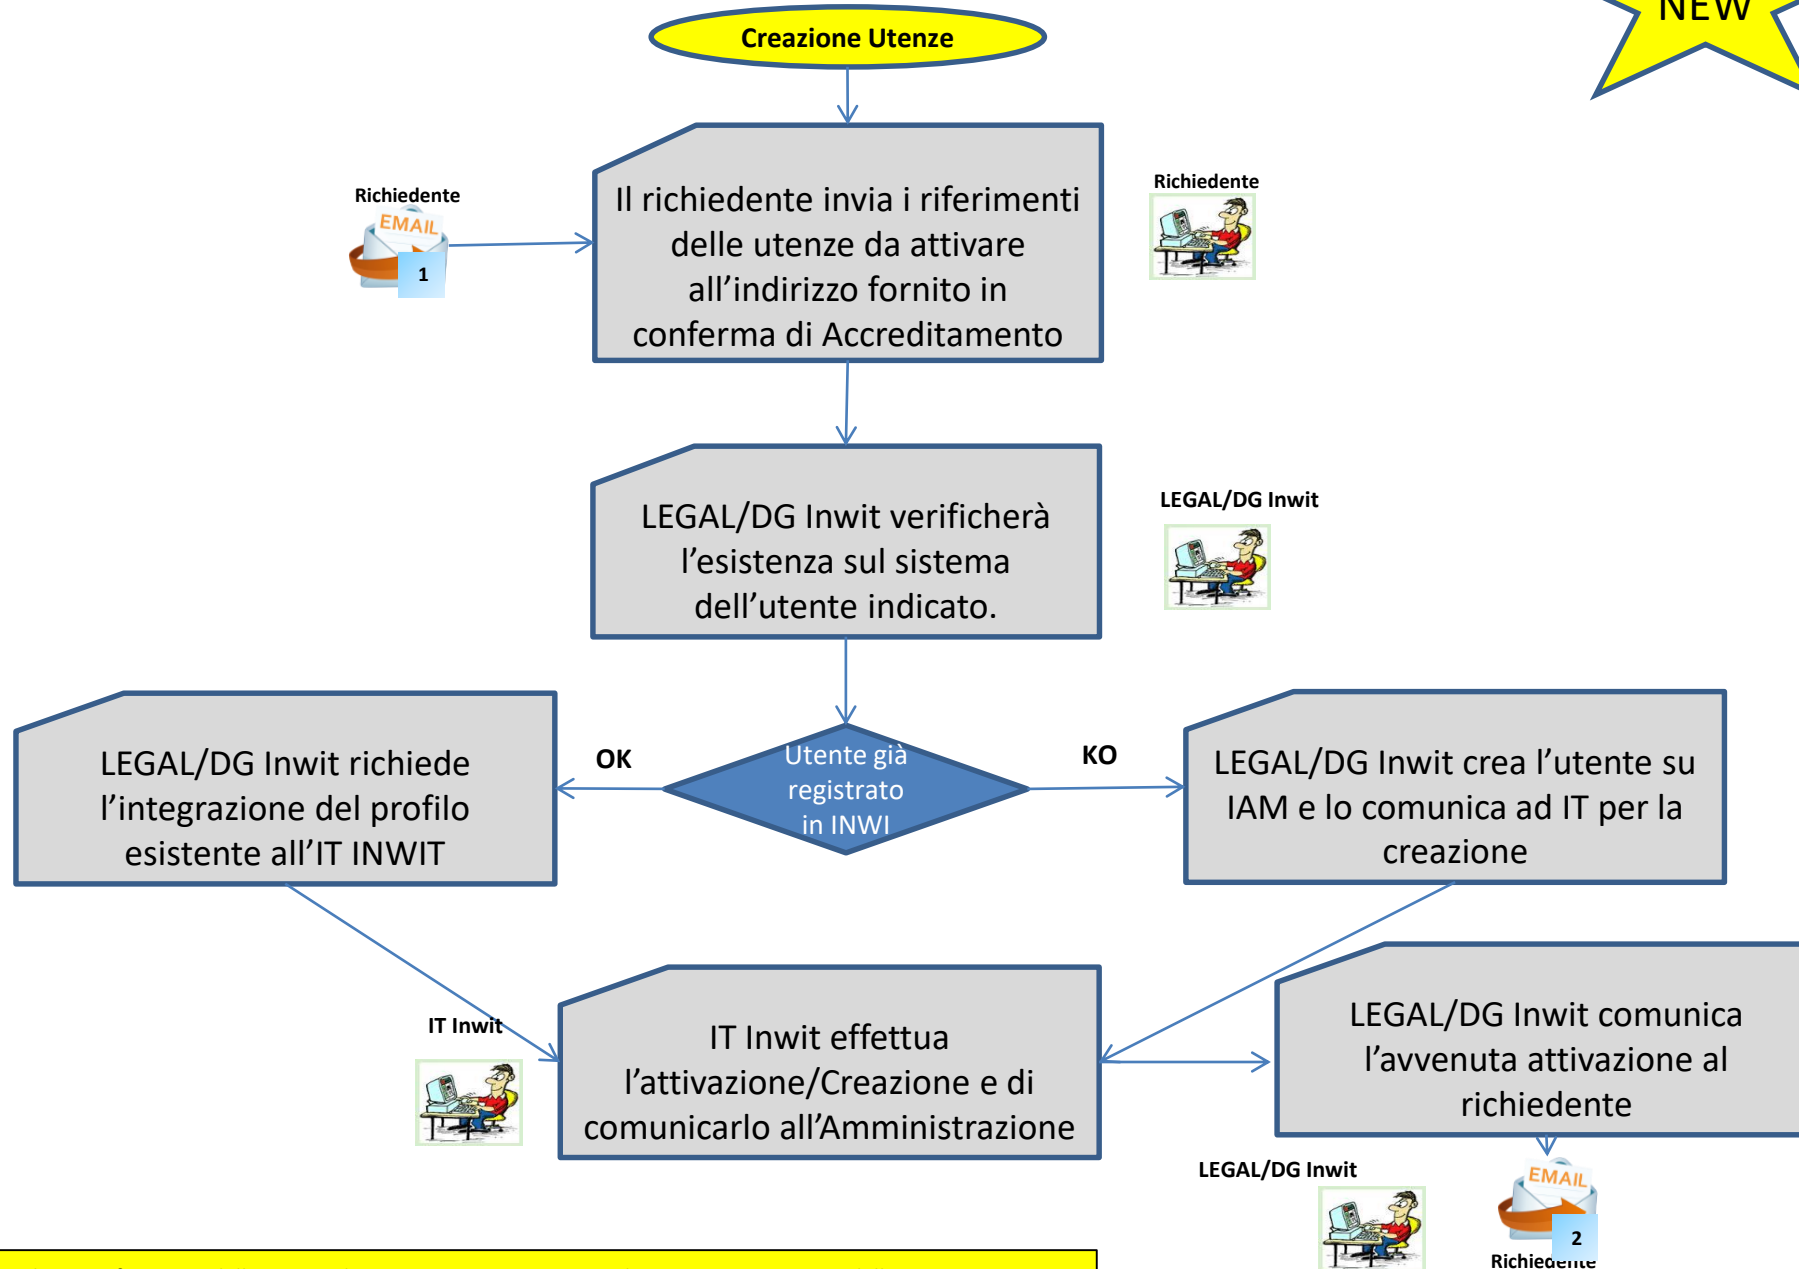 NEW
Creazione Utenze
Richiedente
EMAIL
1
Il richiedente invia i riferimenti
delle utenze da attivare
all’indirizzo fornito in
conferma di Accreditamento
Richiedente
LEGAL/DG Inwit verificherà
l’esistenza sul sistema
dell’utente indicato.
LEGAL/DG Inwit
Utente già
registrato
in INWI
OK
KO
LEGAL/DG Inwit richiede
l’integrazione del profilo
esistente all’IT INWIT
LEGAL/DG Inwit crea l’utente su
IAM e lo comunica ad IT per la
creazione
IT Inwit
IT Inwit effettua
l’attivazione/Creazione e di
comunicarlo all’Amministrazione
LEGAL/DG Inwit comunica
l’avvenuta attivazione al
richiedente
LEGAL/DG Inwit
EMAIL
2
Richiedente